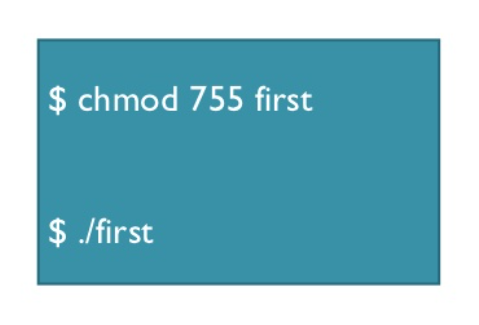 $ chmod 755 first
$ ./first